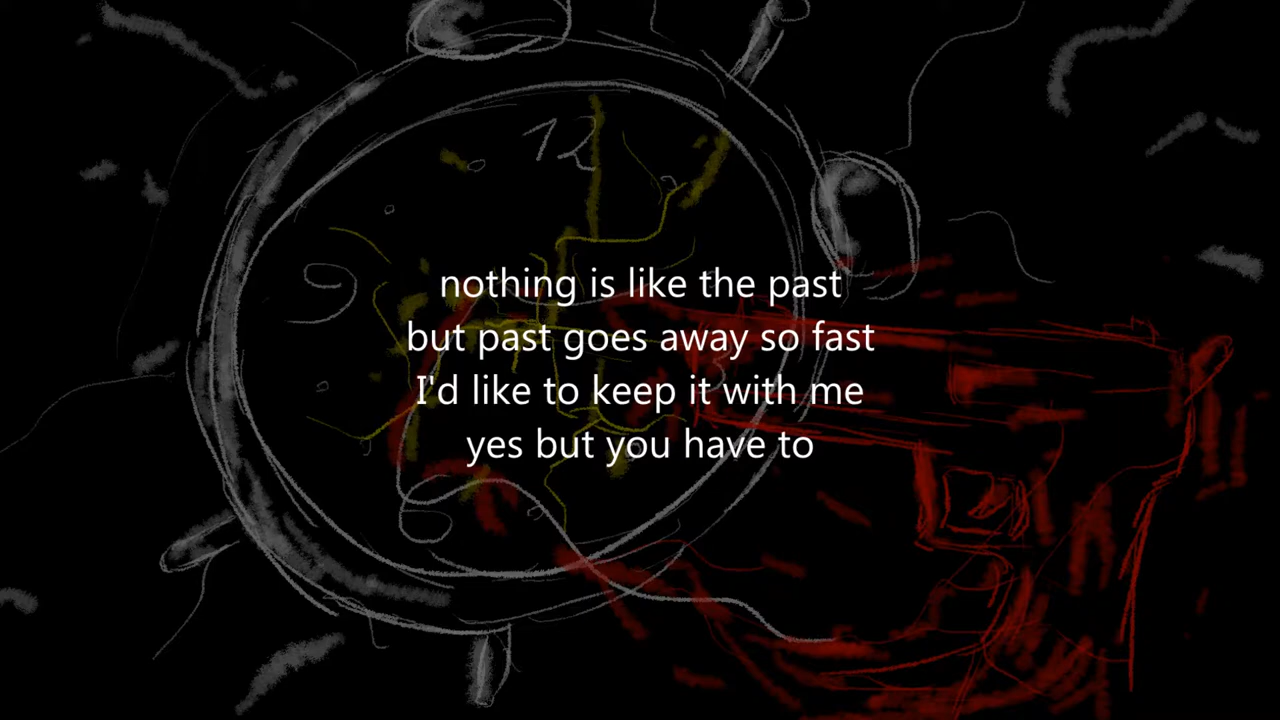 12
nothing is like the past
but past goes away so fast
I'd like to keep it with me
yes but you have to